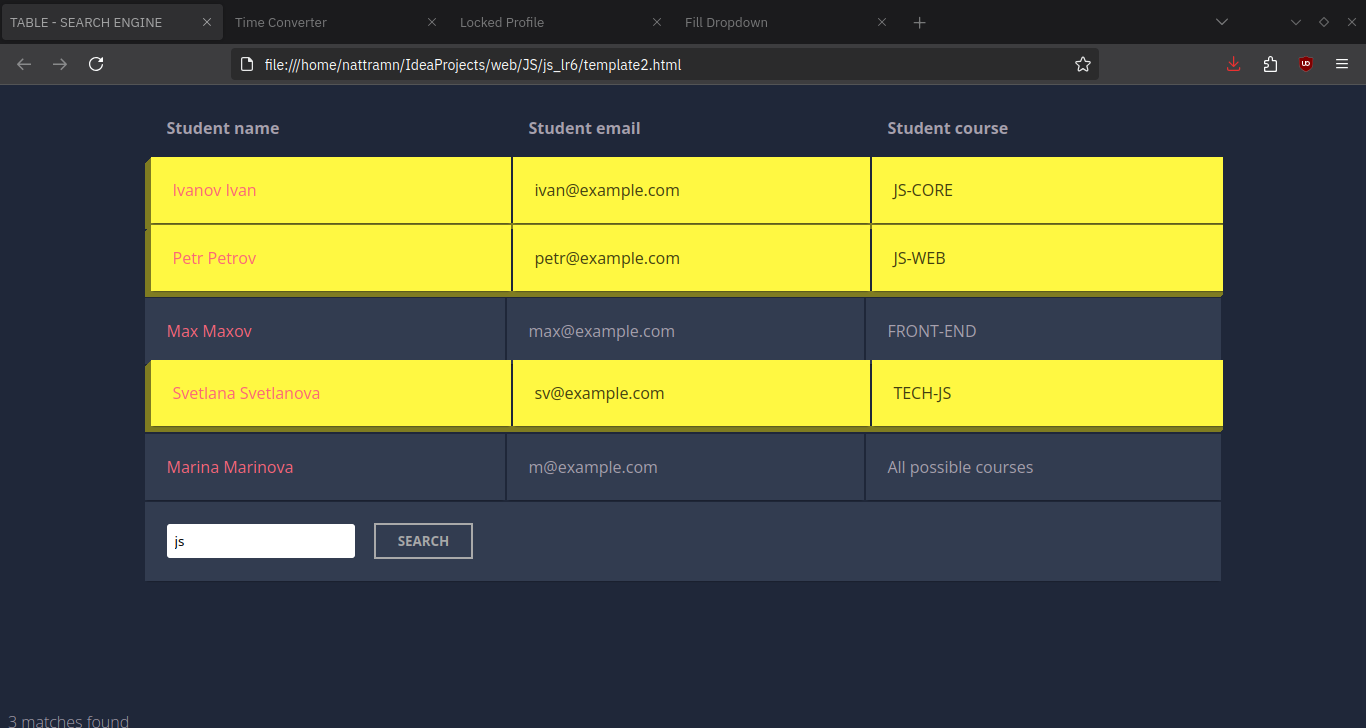 TABLE - SEARCH ENGINE Time Converter Locked Profile Fill Dropdown
file:///home/nattramn/IdeaProjects/web/JS/js_lr6/template2.html
Student name Student email Student course
Ivanov Ivan ivan@example.com JS-CORE
Petr Petrov petr@example.com JS-WEB
Max Maxov max@example.com FRONT-END
Svetlana Svetlanova sv@example.com TECH-JS
Marina Marinova m@example.com All possible courses
js SEARCH
3 matches found